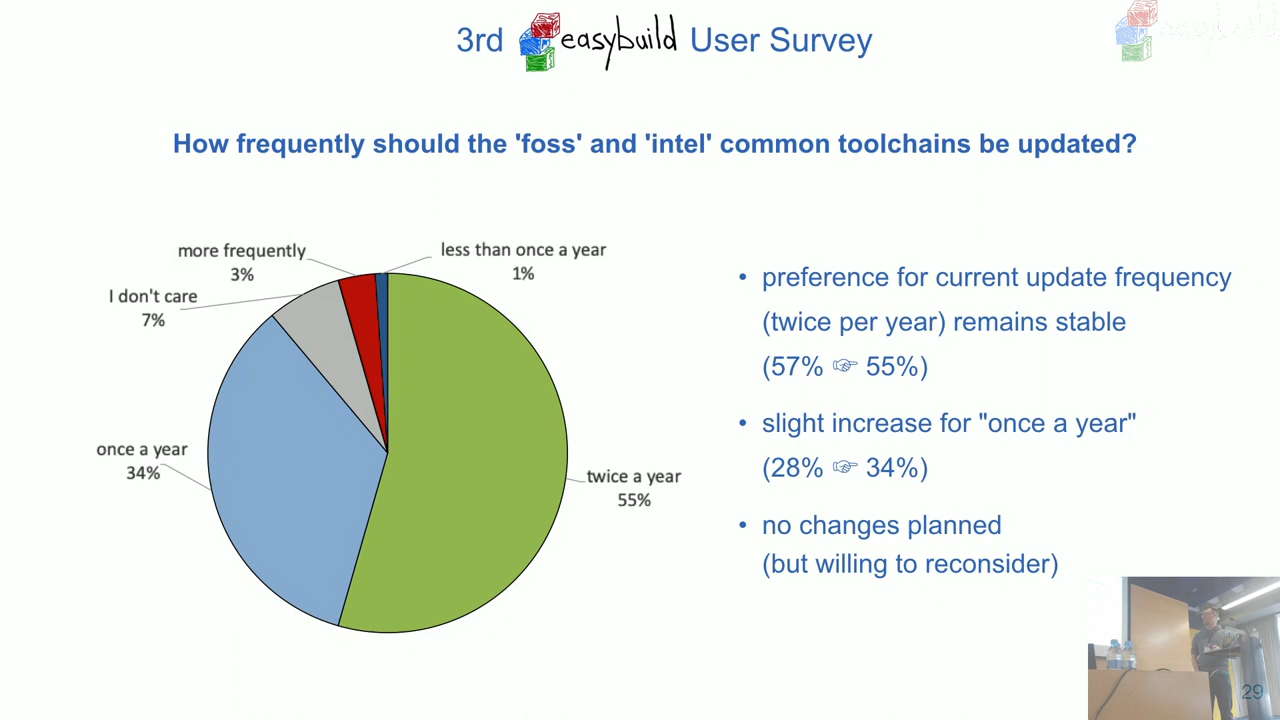 3rd easybuild User Survey
How frequently should the 'foss' and 'intel' common toolchains be updated?
more frequently
3%
less than once a year
1%
I don't care
7%
once a year
34%
twice a year
55%
• preference for current update frequency
(twice per year) remains stable
(57% ☞ 55%)
• slight increase for "once a year"
(28% ☞ 34%)
• no changes planned
(but willing to reconsider)
29